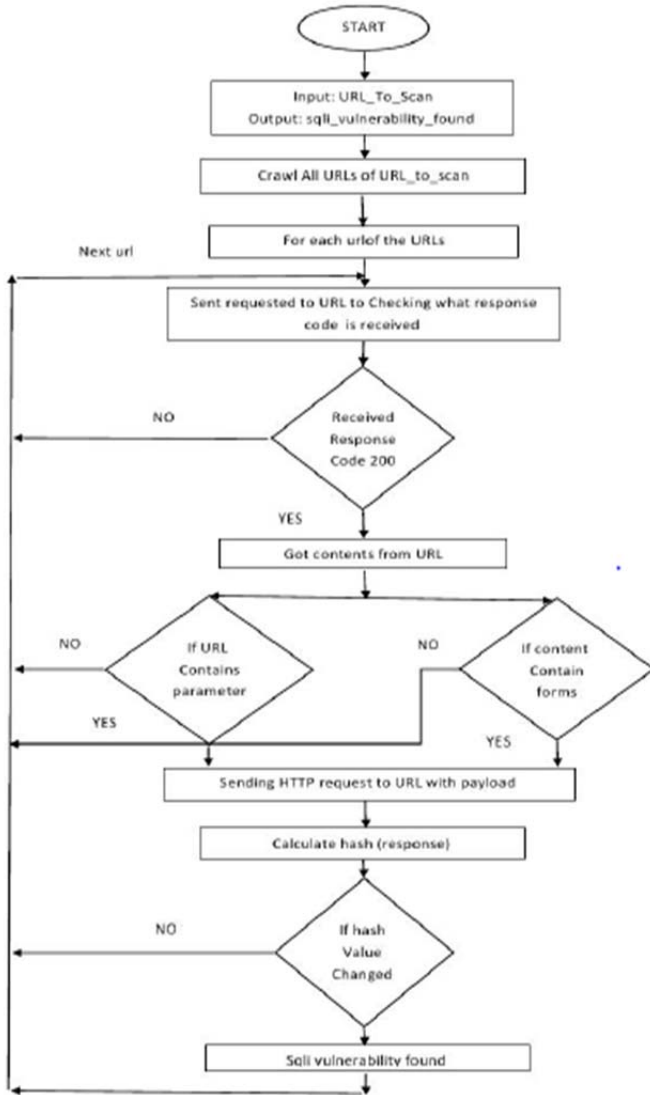 START
Input: URL_To_Scan
Output: sqli_vulnerability_found
Crawl All URLs of URL_to_scan
For each urlof the URLs
Next url
Sent requested to URL to Checking what response
code is received
NO
Received
Response
Code 200
YES
Got contents from URL
NO
If URL
Contains
parameter
NO
If content
Contain
forms
YES
YES
Sending HTTP request to URL with payload
Calculate hash (response)
NO
If hash
Value
Changed
Sqli vulnerability found